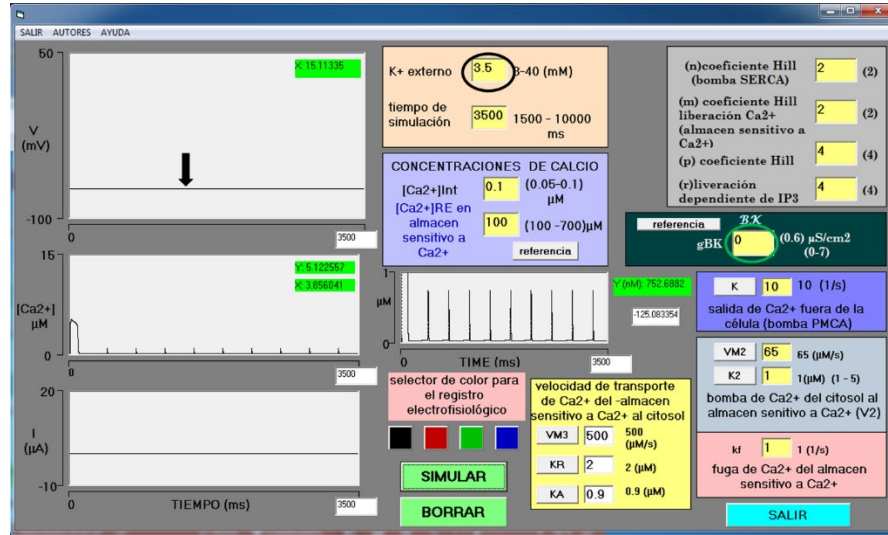 SALIR AUTORES AYUDA
50
V
(mV)
-100
0
3500
X: 15.11335
15
[Ca2+]
µM
0
0
3500
Y: 5.122557
X: 3.856041
20
I
(µA)
-10
0
TIEMPO (ms)
3500
K+ externo
3.5
3-40 (mM)
tiempo de
simulación
3500
1500 - 10000
ms
CONCENTRACIONES DE CALCIO
[Ca2+]Int
0.1
(0.05-0.1)
µM
[Ca2+]RE en
almacen
sensitivo a
Ca2+
100
(100 -700)µM
referencia
1
µM
0
0
TIME (ms)
3500
Y (nM): 752.6882
-125.083354
selector de color para
el registro
electrofisiológico
SIMULAR
BORRAR
velocidad de transporte
de Ca2+ del -almacen
sensitivo a Ca2+ al citosol
VM3 500 500
(µM/s)
KR 2 2 (µM)
KA 0.9 0.9 (µM)
(n)coeficiente Hill
(bomba SERCA)
2 (2)
(m) coeficiente Hill
liberación Ca2+
(almacen sensitivo a
Ca2+)
2 (2)
(p) coeficiente Hill
4 (4)
(r)liveración
dependiente de IP3
4 (4)
referencia
BK
gBK 0 (0.6) µS/cm2
(0-7)
K 10 10 (1/s)
salida de Ca2+ fuera de la
célula (bomba PMCA)
VM2 65 65 (µM/s)
K2 1 1(µM) (1 - 5)
bomba de Ca2+ del citosol al
almacen senitivo a Ca2+ (V2)
kf 1 1 (1/s)
fuga de Ca2+ del almacen
sensitivo a Ca2+
SALIR